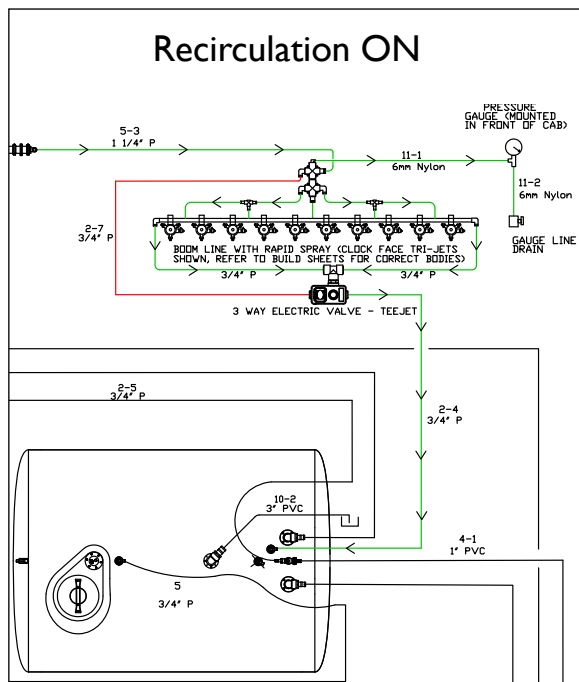 Recirculation ON
PRESSURE
GAUGE (MOUNTED
IN FRONT OF CAB)
5-3
1 1/4" P
11-1
6mm Nylon
11-2
6mm Nylon
2-7
3/4" P
GAUGE LINE
DRAIN
BOOM LINE WITH RAPID SPRAY (CLOCK FACE TRI-JETS
SHOWN, REFER TO BUILD SHEETS FOR CORRECT BODIES)
3/4" P
3/4" P
3 WAY ELECTRIC VALVE - TEEJET
2-5
3/4" P
2-4
3/4" P
10-2
3" PVC
4-1
1" PVC
5
3/4" P